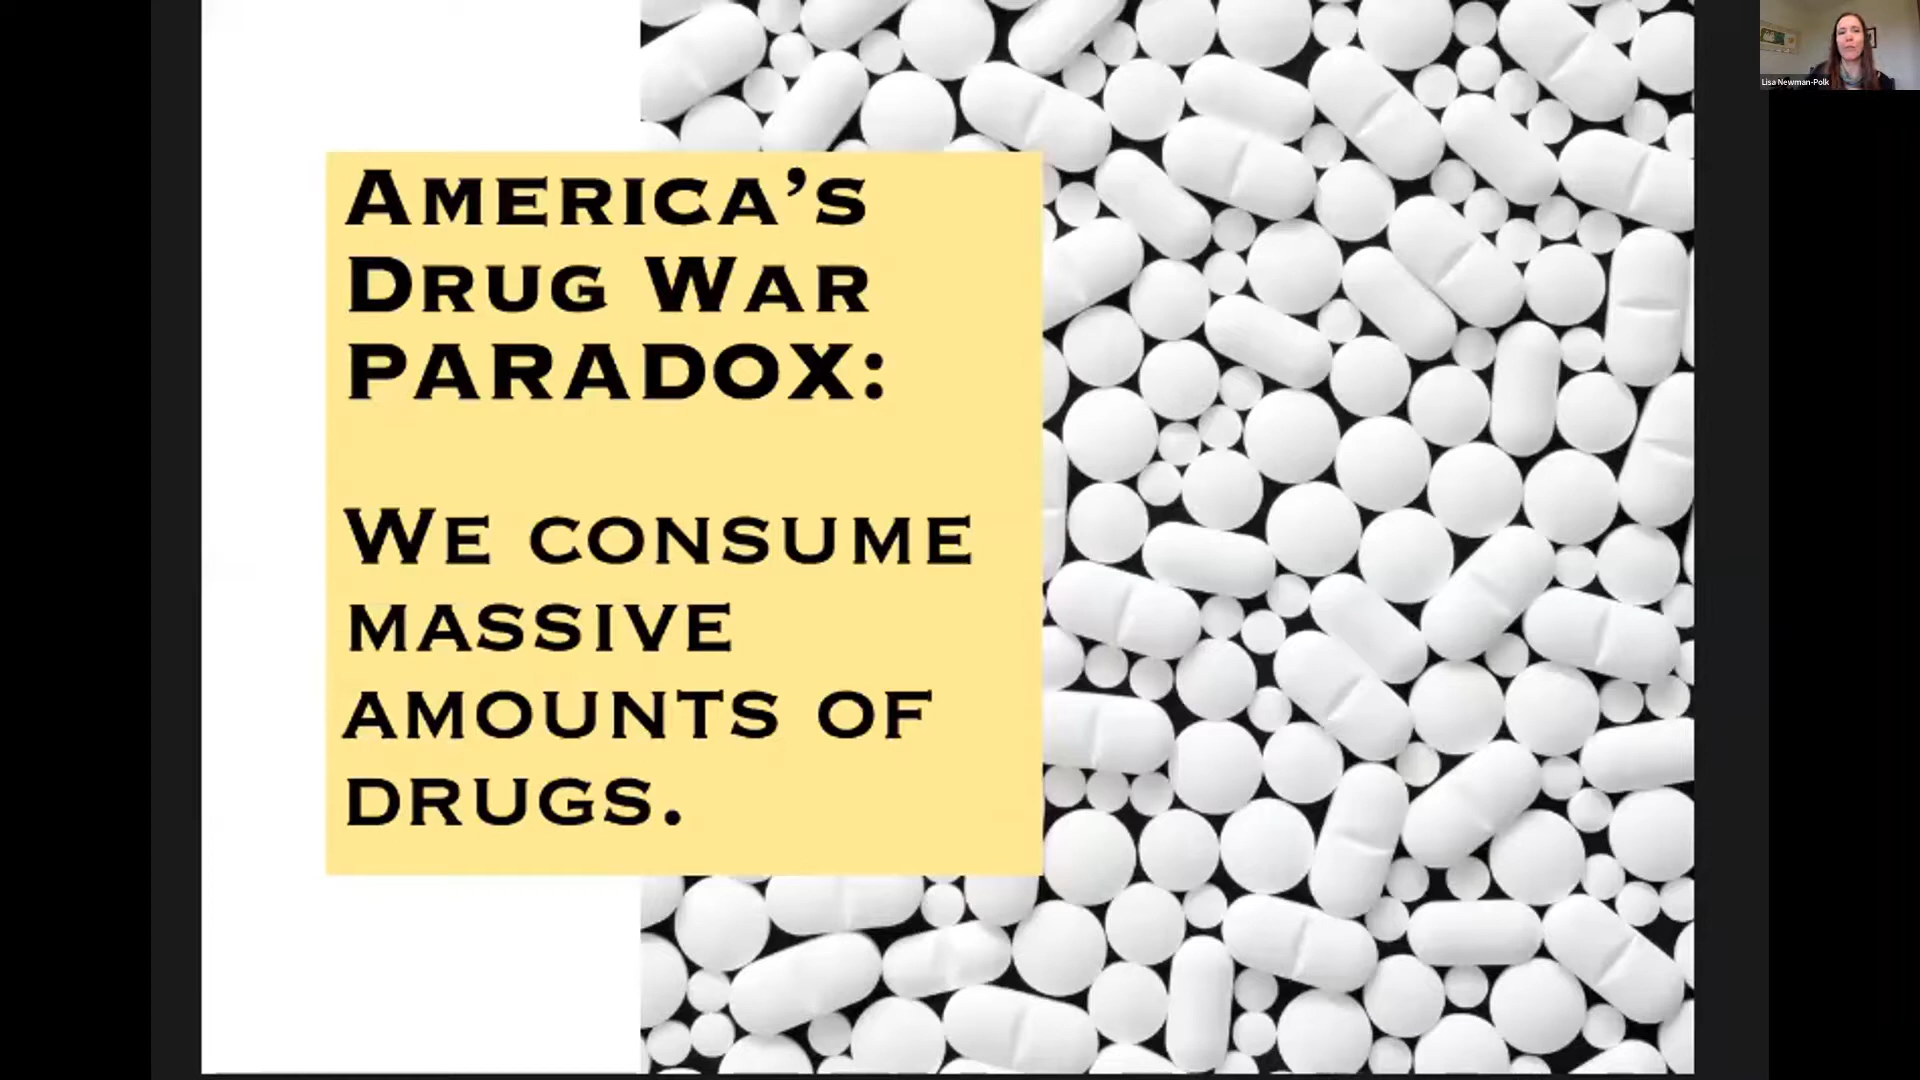 America's
Drug War
PARADOX:
We consume
massive
amounts of
drugs.
Lisa Newman-Polk